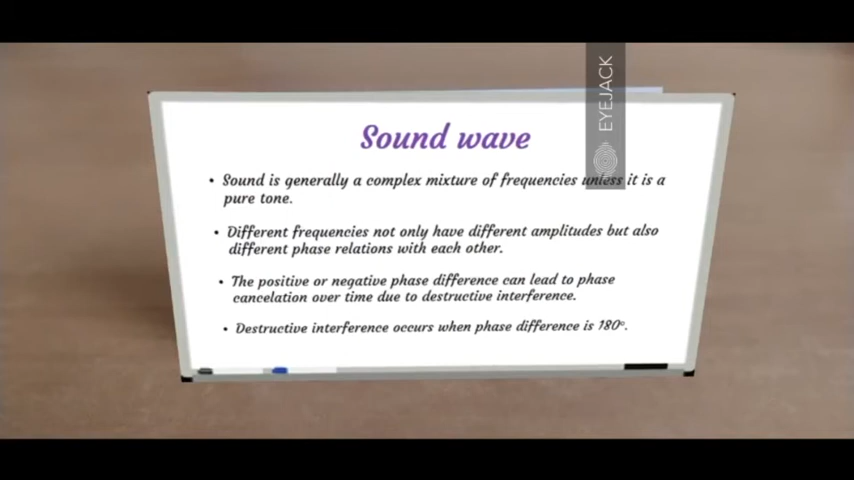 EYEJACK
Sound wave
• Sound is generally a complex mixture of frequencies unless it is a
pure tone.
• Different frequencies not only have different amplitudes but also
different phase relations with each other.
• The positive or negative phase difference can lead to phase
cancelation over time due to destructive interference.
• Destructive interference occurs when phase difference is 180°.